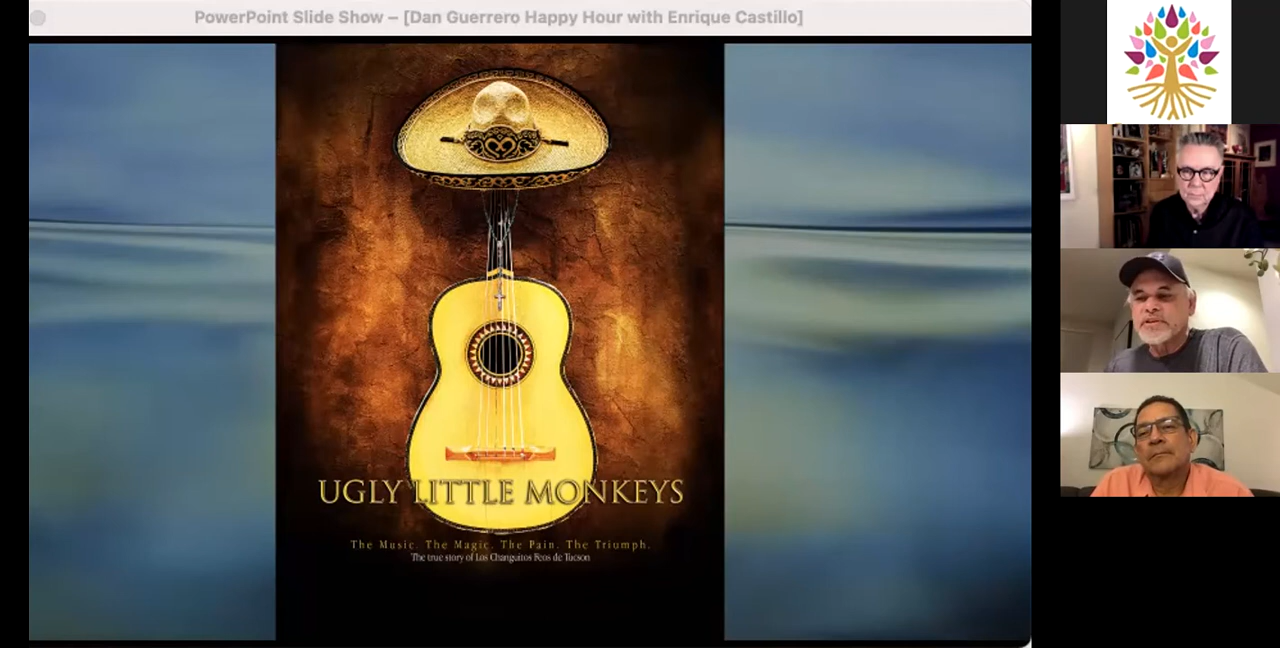 PowerPoint Slide Show – [Dan Guerrero Happy Hour with Enrique Castillo]
UGLY LITTLE MONKEYS
The Music. The Magic. The Pain. The Triumph.
The true story of Los Changuitos Feos de Tucson